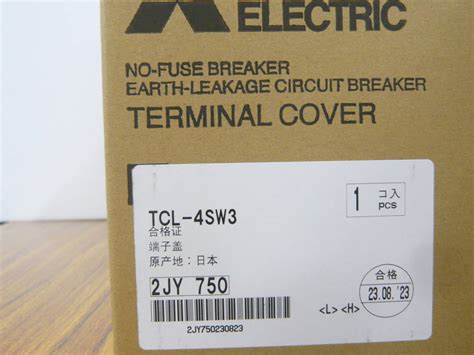 ELECTRIC
NO-FUSE BREAKER
EARTH-LEAKAGE CIRCUIT BREAKER
TERMINAL COVER
TCL-4SW3
1 コ入 pcs
合格证
端子盖
原产地:日本
2JY 750
合格
23.08.'23
<L> <H>
2JY750230823